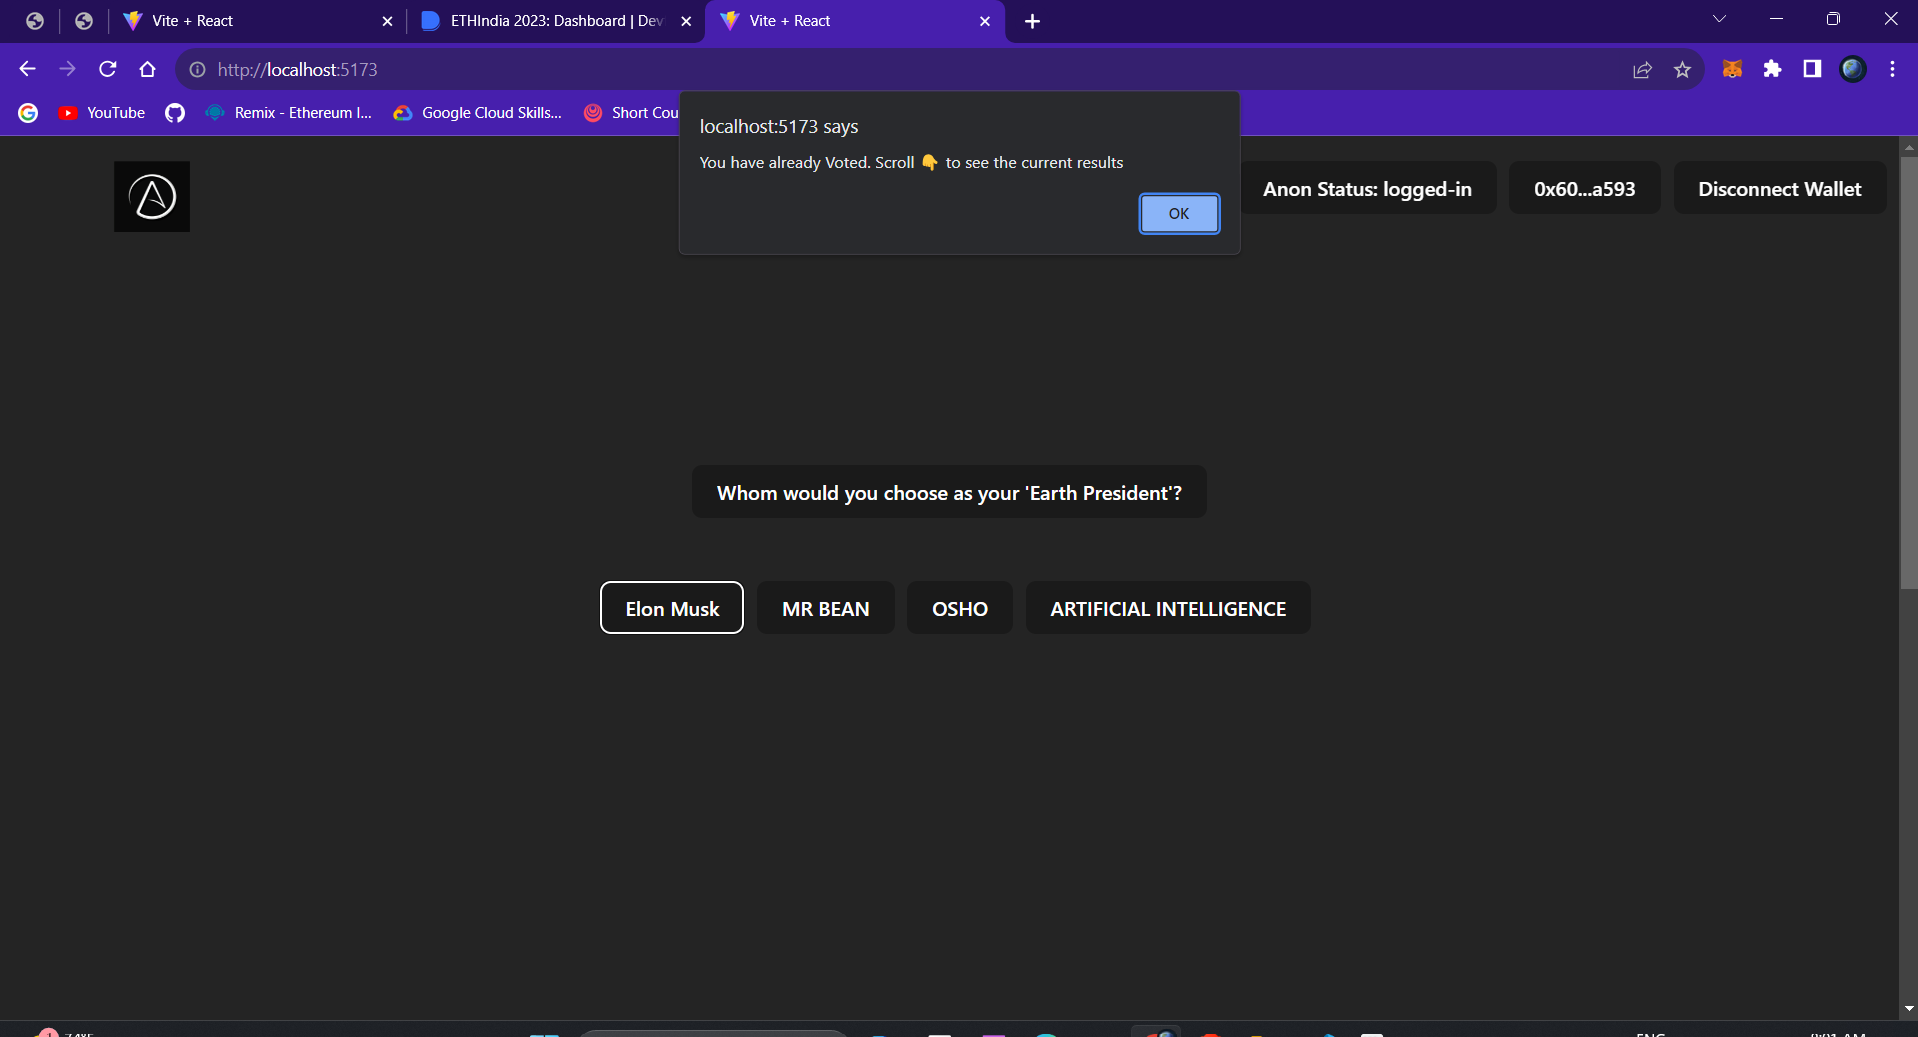 Vite + React
ETHIndia 2023: Dashboard | Dev
Vite + React
http://localhost:5173
YouTube
Remix - Ethereum I...
Google Cloud Skills...
Short Cou
localhost:5173 says
You have already Voted. Scroll 👇 to see the current results
OK
Anon Status: logged-in
0x60...a593
Disconnect Wallet
Whom would you choose as your 'Earth President'?
Elon Musk
MR BEAN
OSHO
ARTIFICIAL INTELLIGENCE